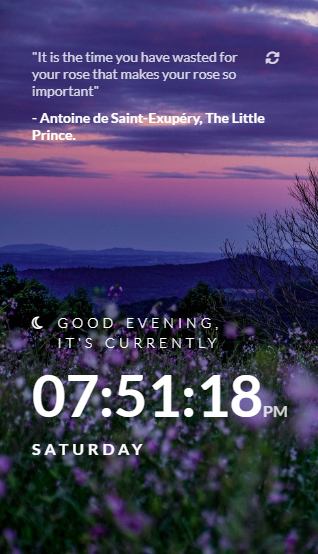 "It is the time you have wasted for
your rose that makes your rose so
important"
- Antoine de Saint-Exupéry, The Little
Prince.
GOOD EVENING,
IT'S CURRENTLY
07:51:18PM
SATURDAY